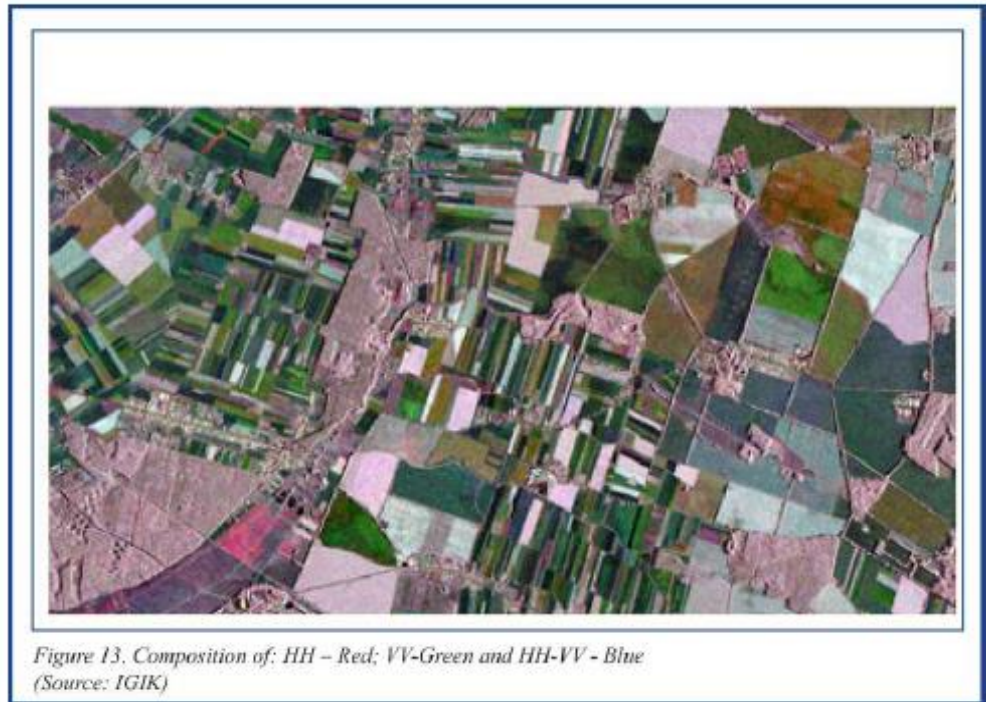 Figure 13. Composition of: HH – Red; VV-Green and HH-VV - Blue
(Source: IGIK)